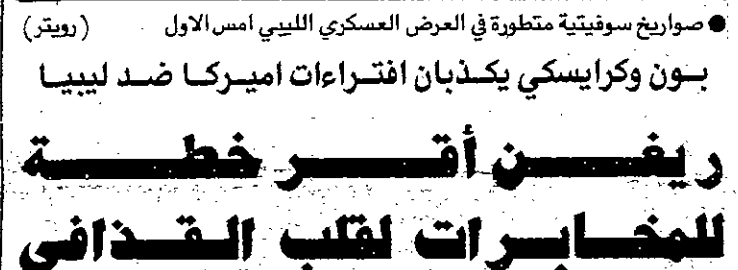 ● صواريخ سوفيتية متطورة في العرض العسكري الليبي امس الاول (رويتر)
بون وكرايسكي يكذبان افتراءات اميركا ضد ليبيا
ريغن أقر خطة
للمخابرات لقلب القذافي